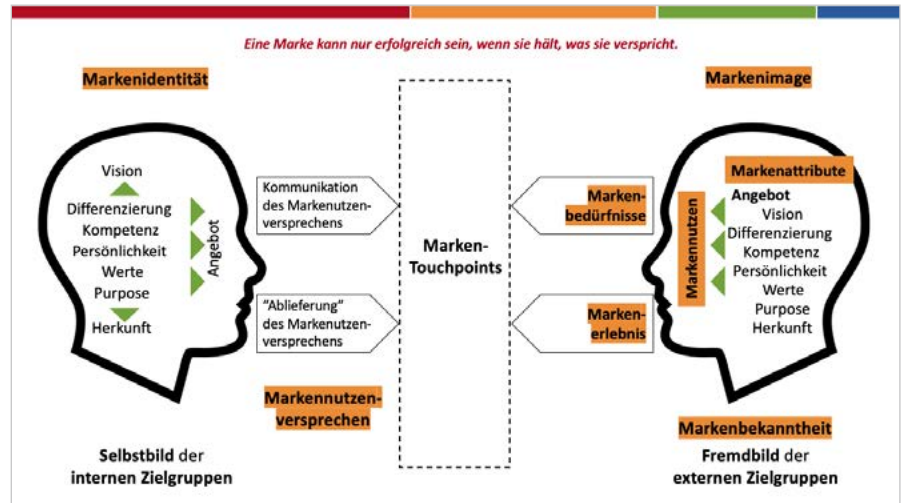 Eine Marke kann nur erfolgreich sein, wenn sie hält, was sie verspricht.
Markenidentität
Vision
Differenzierung
Kompetenz
Persönlichkeit
Werte
Purpose
Herkunft
Angebot
Kommunikation
des Markenutzen-
versprechens
"Ablieferung"
des Markenutzen-
versprechens
Markennutzen-
versprechen
Selbstbild der
internen Zielgruppen
Marken-
Touchpoints
Markenimage
Marken-
bedürfnisse
Marken-
erlebnis
Markennutzen
Markenattribute
Angebot
Vision
Differenzierung
Kompetenz
Persönlichkeit
Werte
Purpose
Herkunft
Markenbekanntheit
Fremdbild der
externen Zielgruppen